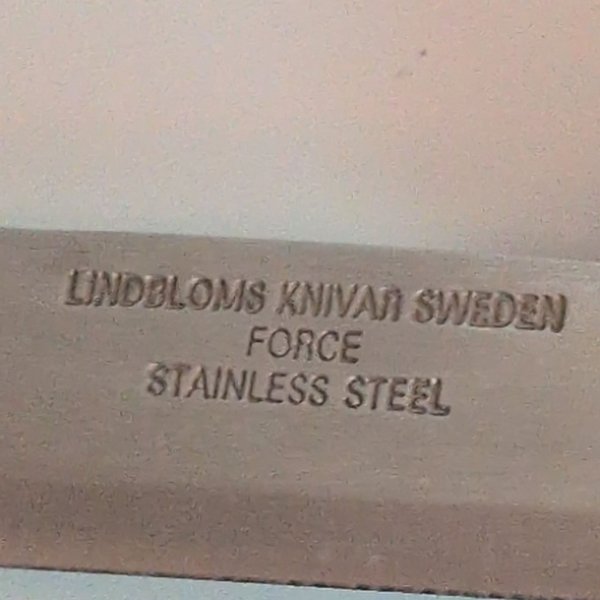 LINDBLOMS KNIVAR SWEDEN
FORCE
STAINLESS STEEL